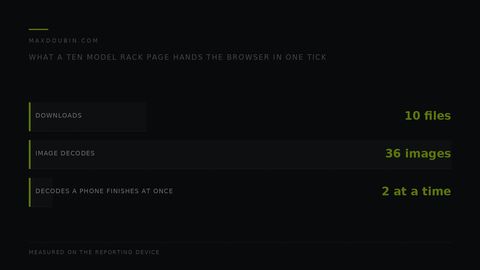 MAXDOUBIN.COM
WHAT A TEN MODEL RACK PAGE HANDS THE BROWSER IN ONE TICK
DOWNLOADS 10 files
IMAGE DECODES 36 images
DECODES A PHONE FINISHES AT ONCE 2 at a time
MEASURED ON THE REPORTING DEVICE